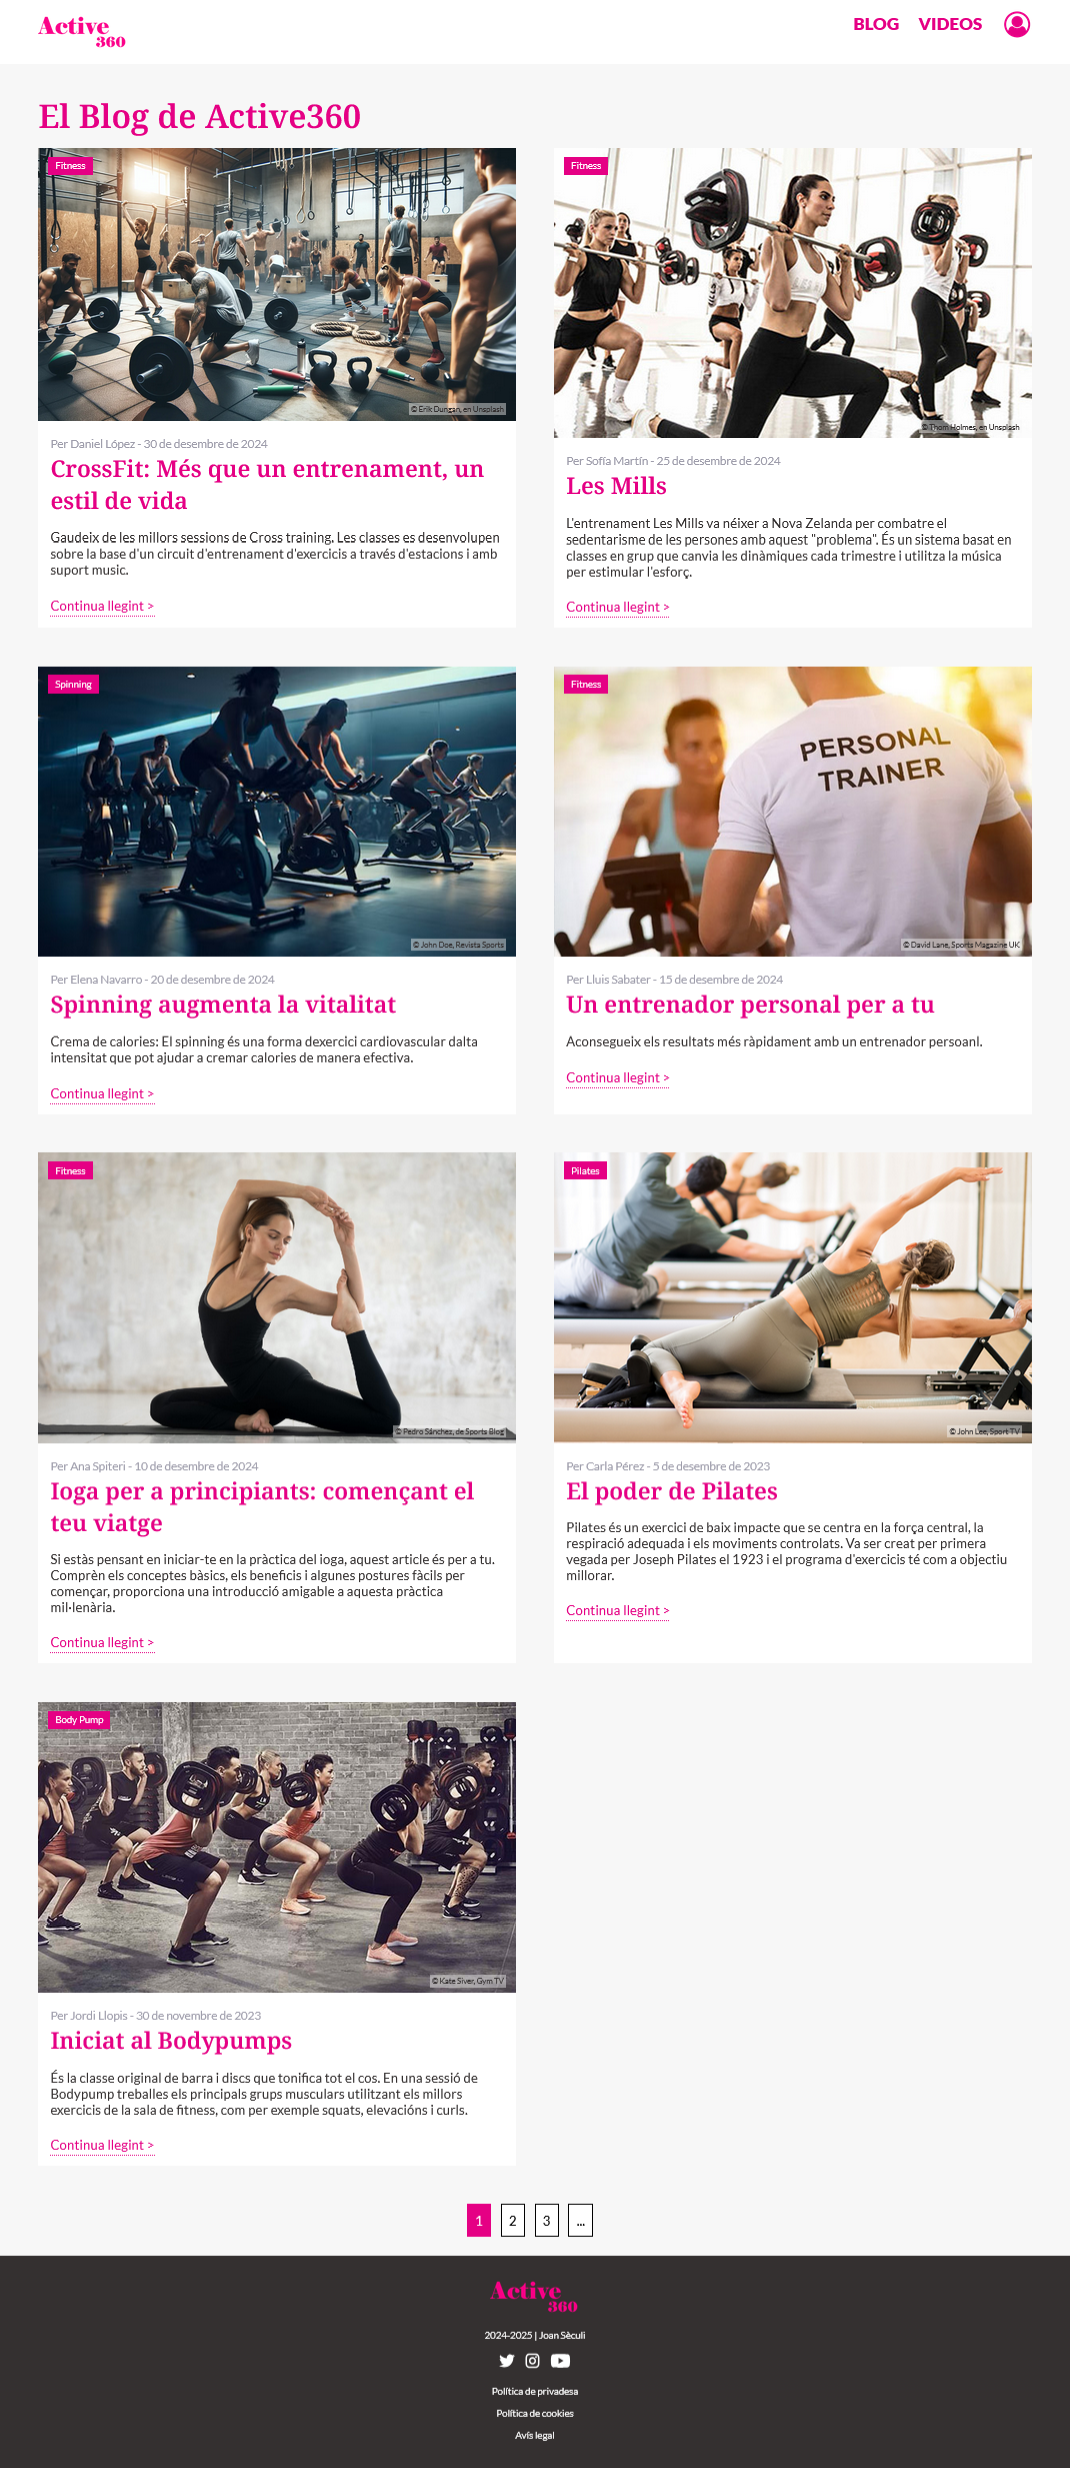 Active
360
BLOG VIDEOS
El Blog de Active360
Fitness
© Erik Dungan, en Unsplash
Per Daniel López - 30 de desembre de 2024
CrossFit: Més que un entrenament, un
estil de vida
Gaudeix de les millors sessions de Cross training. Les classes es desenvolupen
sobre la base d'un circuit d'entrenament d'exercicis a través d'estacions i amb
suport music.
Continua llegint >
Fitness
© Thom Holmes, en Unsplash
Per Sofía Martín - 25 de desembre de 2024
Les Mills
L'entrenament Les Mills va néixer a Nova Zelanda per combatre el
sedentarisme de les persones amb aquest "problema". És un sistema basat en
classes en grup que canvia les dinàmiques cada trimestre i utilitza la música
per estimular l'esforç.
Continua llegint >
Spinning
© John Doe, Revista Sports
Per Elena Navarro - 20 de desembre de 2024
Spinning augmenta la vitalitat
Crema de calories: El spinning és una forma dexercici cardiovascular dalta
intensitat que pot ajudar a cremar calories de manera efectiva.
Continua llegint >
Fitness
PERSONAL
TRAINER
© David Lane, Sports Magazine UK
Per Lluis Sabater - 15 de desembre de 2024
Un entrenador personal per a tu
Aconsegueix els resultats més ràpidament amb un entrenador persoanl.
Continua llegint >
Fitness
© Pedro Sánchez, de Sports Blog
Per Ana Spiteri - 10 de desembre de 2024
Ioga per a principiants: començant el
teu viatge
Si estàs pensant en iniciar-te en la pràctica del ioga, aquest article és per a tu.
Comprèn els conceptes bàsics, els beneficis i algunes postures fàcils per
començar, proporciona una introducció amigable a aquesta pràctica
mil·lenària.
Continua llegint >
Pilates
© John Lee, Sport TV
Per Carla Pérez - 5 de desembre de 2023
El poder de Pilates
Pilates és un exercici de baix impacte que se centra en la força central, la
respiració adequada i els moviments controlats. Va ser creat per primera
vegada per Joseph Pilates el 1923 i el programa d'exercicis té com a objectiu
millorar.
Continua llegint >
Body Pump
© Kate Siver, Gym TV
Per Jordi Llopis - 30 de novembre de 2023
Iniciat al Bodypumps
És la classe original de barra i discs que tonifica tot el cos. En una sessió de
Bodypump treballes els principals grups musculars utilitzant els millors
exercicis de la sala de fitness, com per exemple squats, elevacións i curls.
Continua llegint >
1 2 3 ...
Active
360
2024-2025 | Joan Sèculi
Política de privadesa
Política de cookies
Avís legal